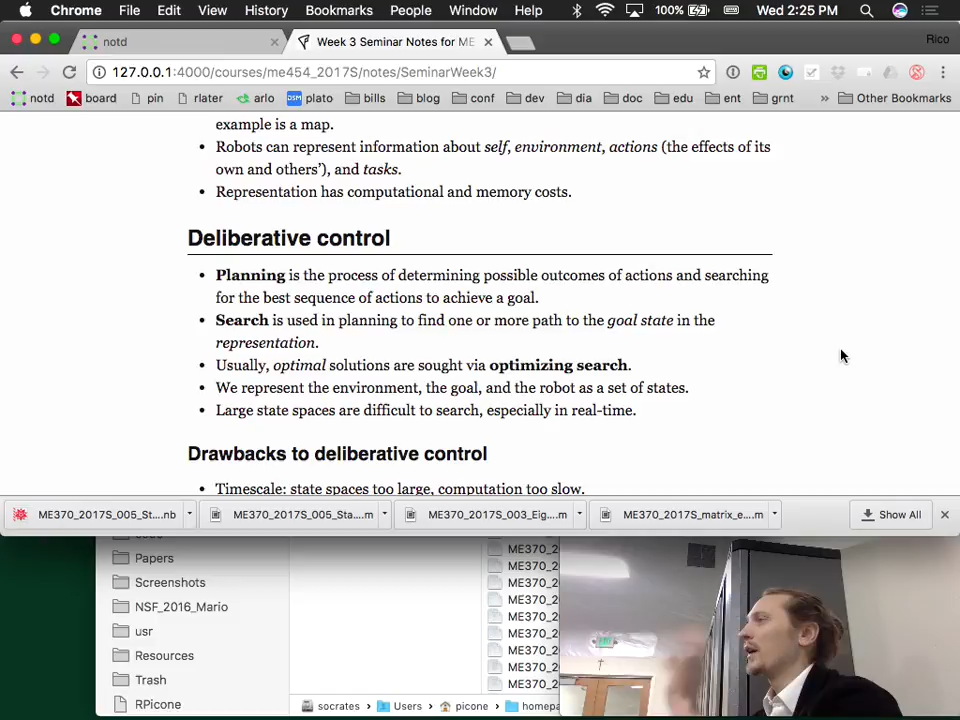 Chrome File Edit View History Bookmarks People Window Help 100% Wed 2:25 PM
notd Week 3 Seminar Notes for ME Rico
127.0.0.1:4000/courses/me454_2017S/notes/SeminarWeek3/
notd board pin rlater arlo plato bills blog conf dev dia doc edu ent grnt » Other Bookmarks
example is a map.
• Robots can represent information about self, environment, actions (the effects of its
own and others’), and tasks.
• Representation has computational and memory costs.
Deliberative control
• Planning is the process of determining possible outcomes of actions and searching
for the best sequence of actions to achieve a goal.
• Search is used in planning to find one or more path to the goal state in the
representation.
• Usually, optimal solutions are sought via optimizing search.
• We represent the environment, the goal, and the robot as a set of states.
• Large state spaces are difficult to search, especially in real-time.
Drawbacks to deliberative control
• Timescale: state spaces too large, computation too slow.
ME370_2017S_005_St....nb ME370_2017S_005_Sta....m ME370_2017S_003_Eig....m ME370_2017S_matrix_e....m Show All
ME370_2
Papers ME370_2
Screenshots ME370_2
NSF_2016_Mario ME370_2
ME370_2
usr ME370_2
Resources ME370_2
ME370_2
Trash ME370_2
RPicone socrates › Users › picone › homepa